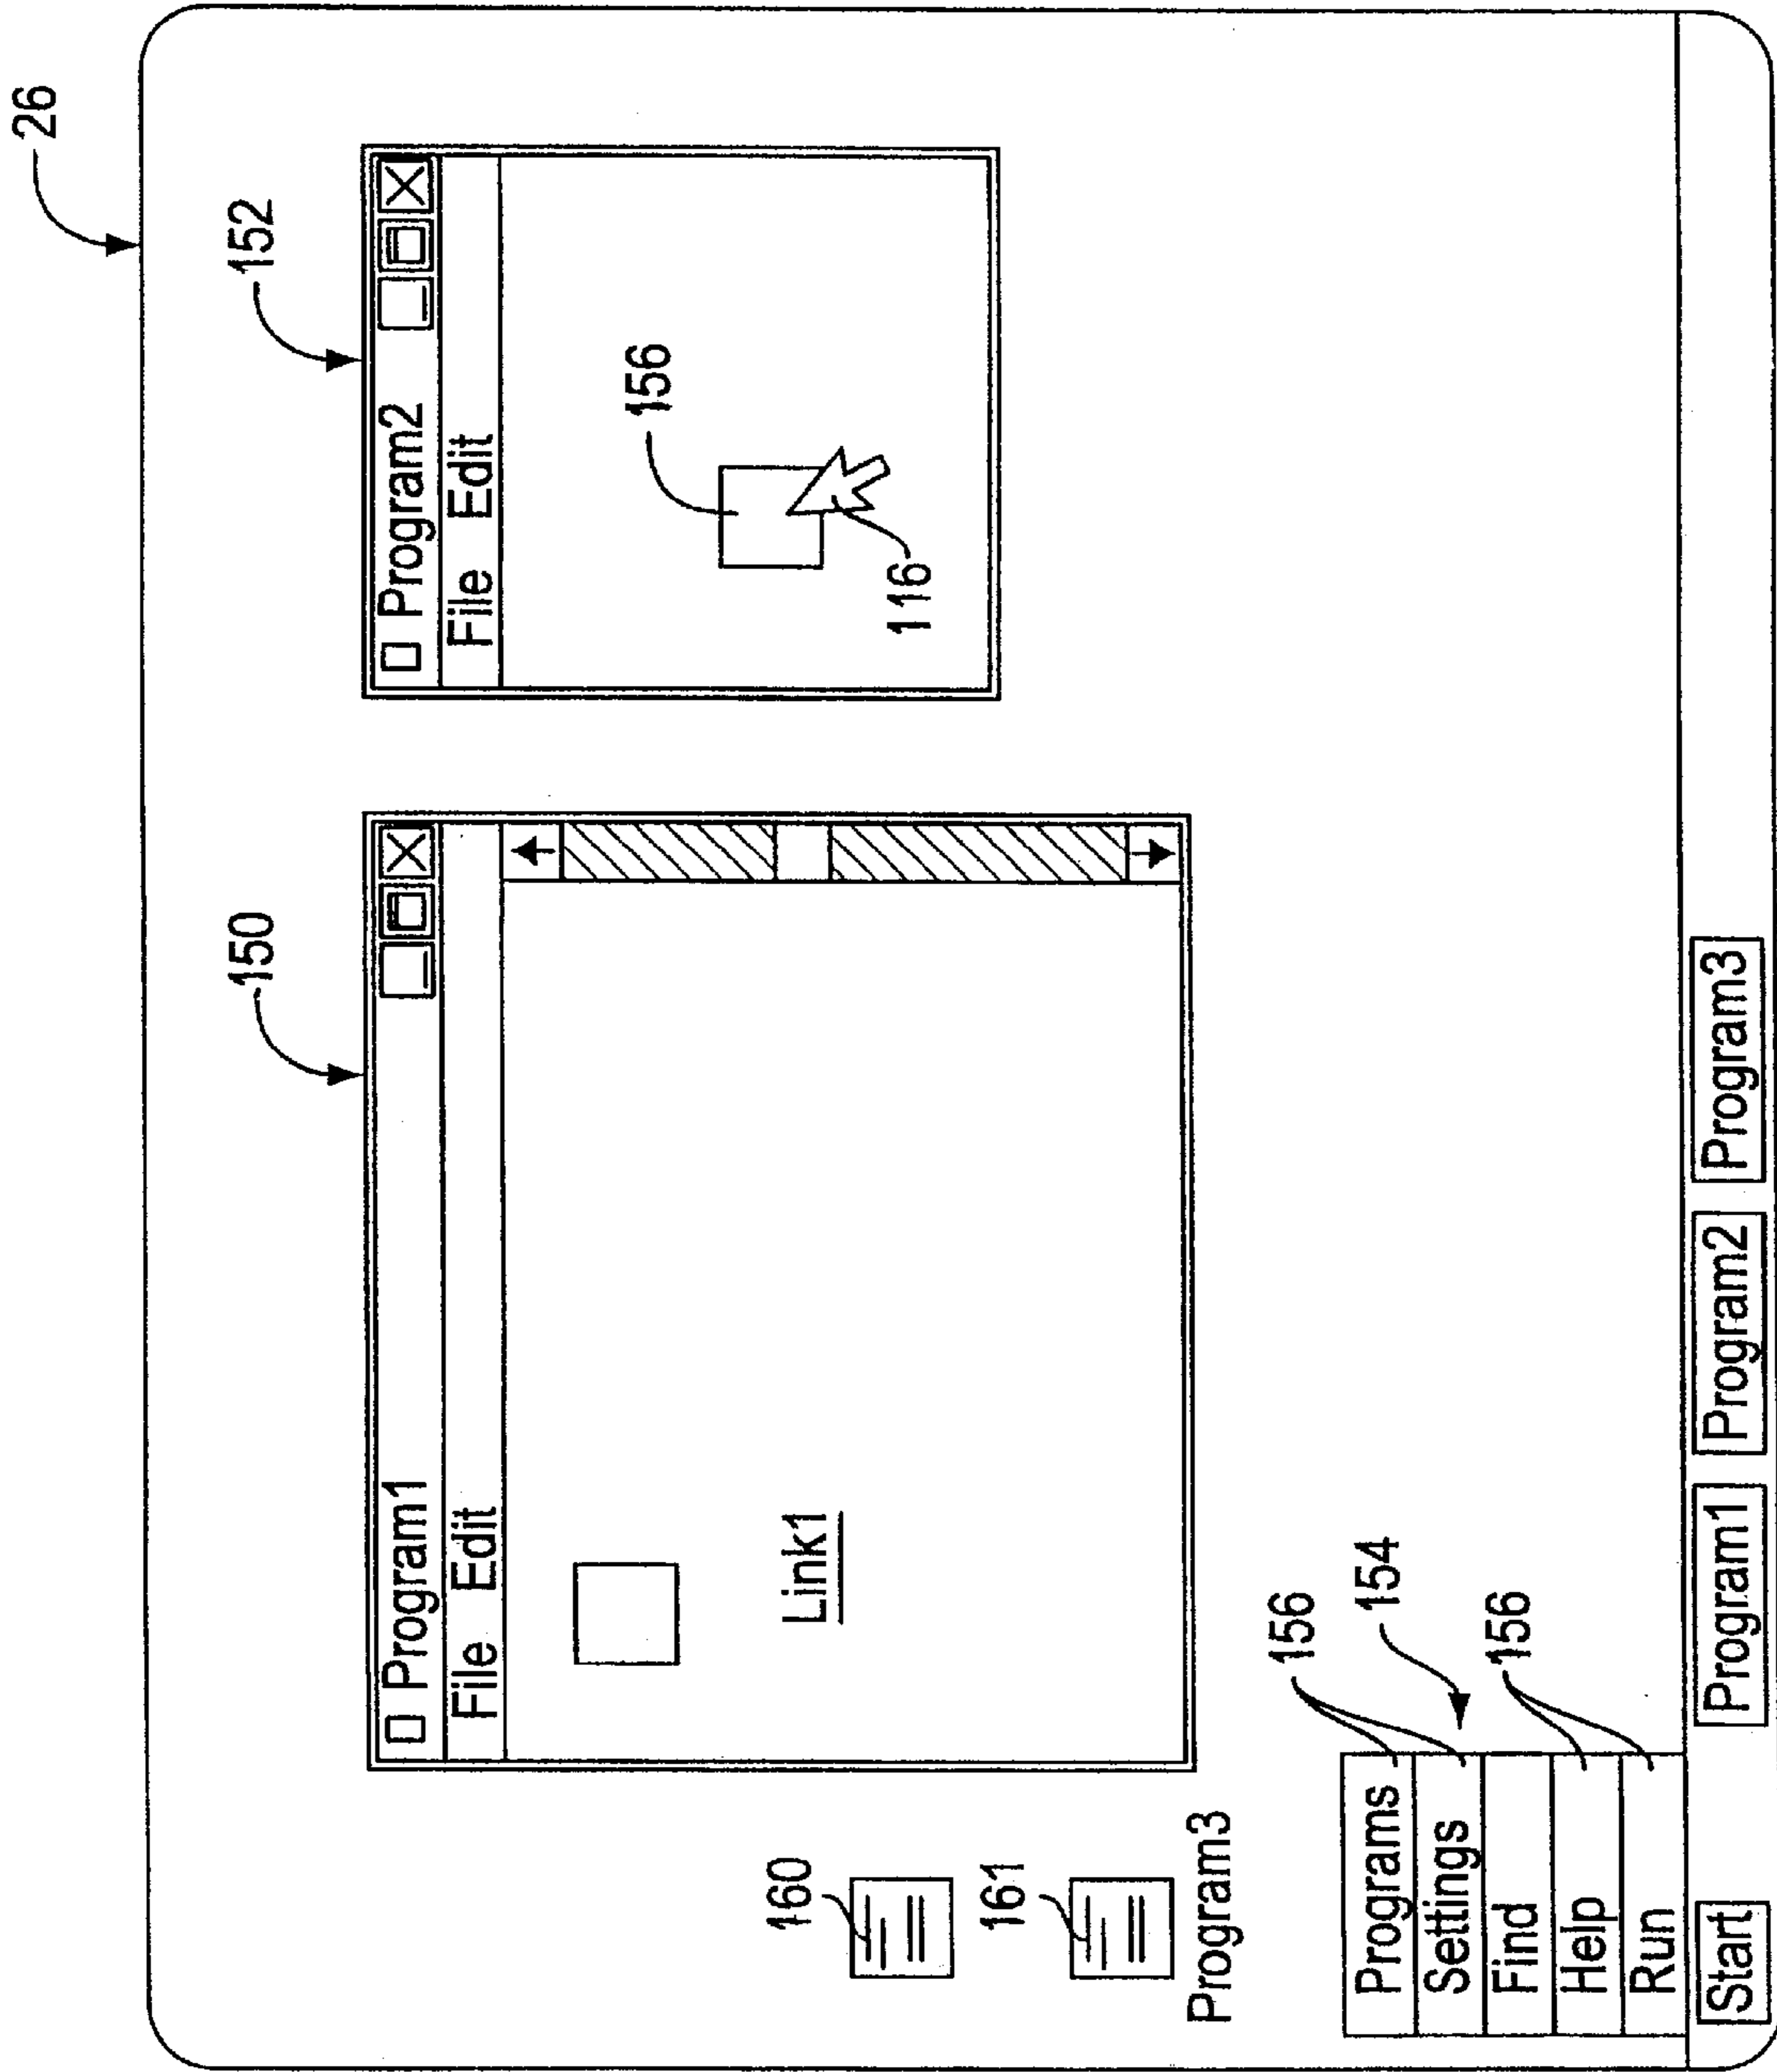 26
150
152
Program1
Program2
File Edit
File Edit
156
Link1
116
160
161
Program3
Programs
Settings
Find
Help
Run
156
154
156
Start
Program1
Program2
Program3